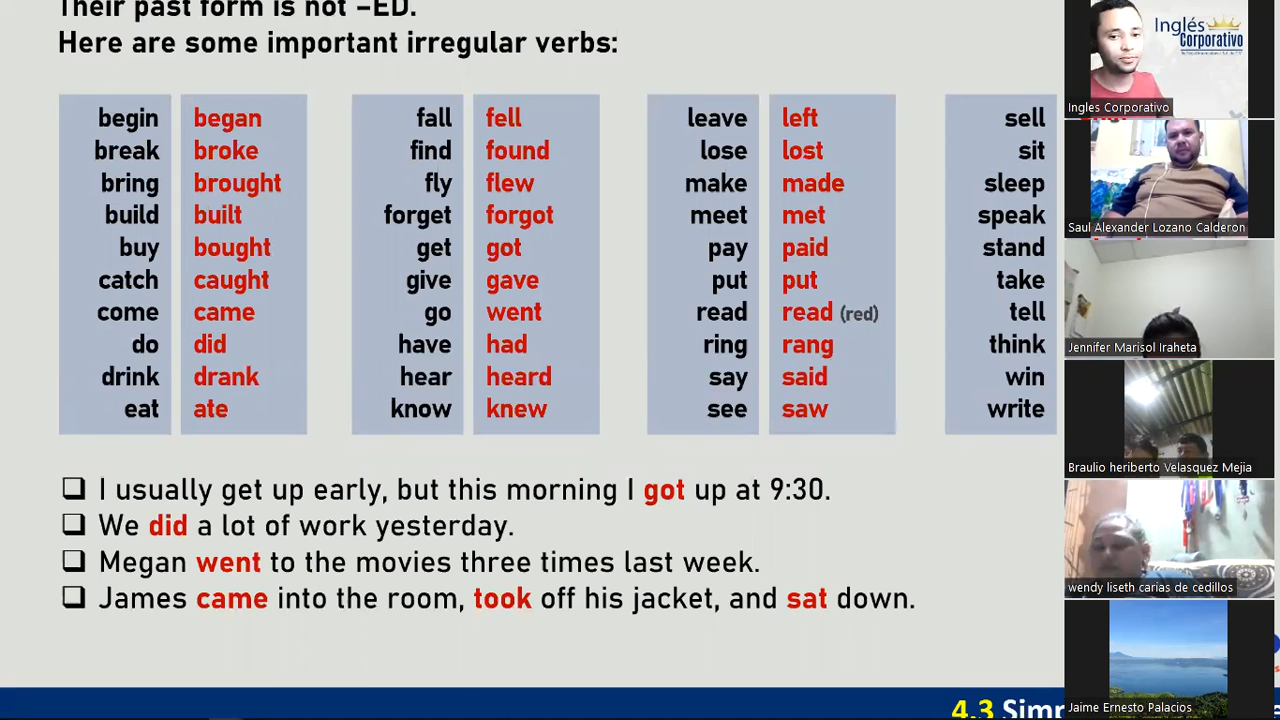 Their past form is not –ED.
Here are some important irregular verbs:
begin began
break broke
bring brought
build built
buy bought
catch caught
come came
do did
drink drank
eat ate
fall fell
find found
fly flew
forget forgot
get got
give gave
go went
have had
hear heard
know knew
leave left
lose lost
make made
meet met
pay paid
put put
read read (red)
ring rang
say said
see saw
sell
sit
sleep
speak
stand
take
tell
think
win
write
I usually get up early, but this morning I got up at 9:30.
We did a lot of work yesterday.
Megan went to the movies three times last week.
James came into the room, took off his jacket, and sat down.
4.3 Simp
Inglés
Corporativo
Ingles Corporativo
Saul Alexander Lozano Calderon
Jennifer Marisol Iraheta
Braulio heriberto Velasquez Mejia
wendy liseth carias de cedillos
Jaime Ernesto Palacios